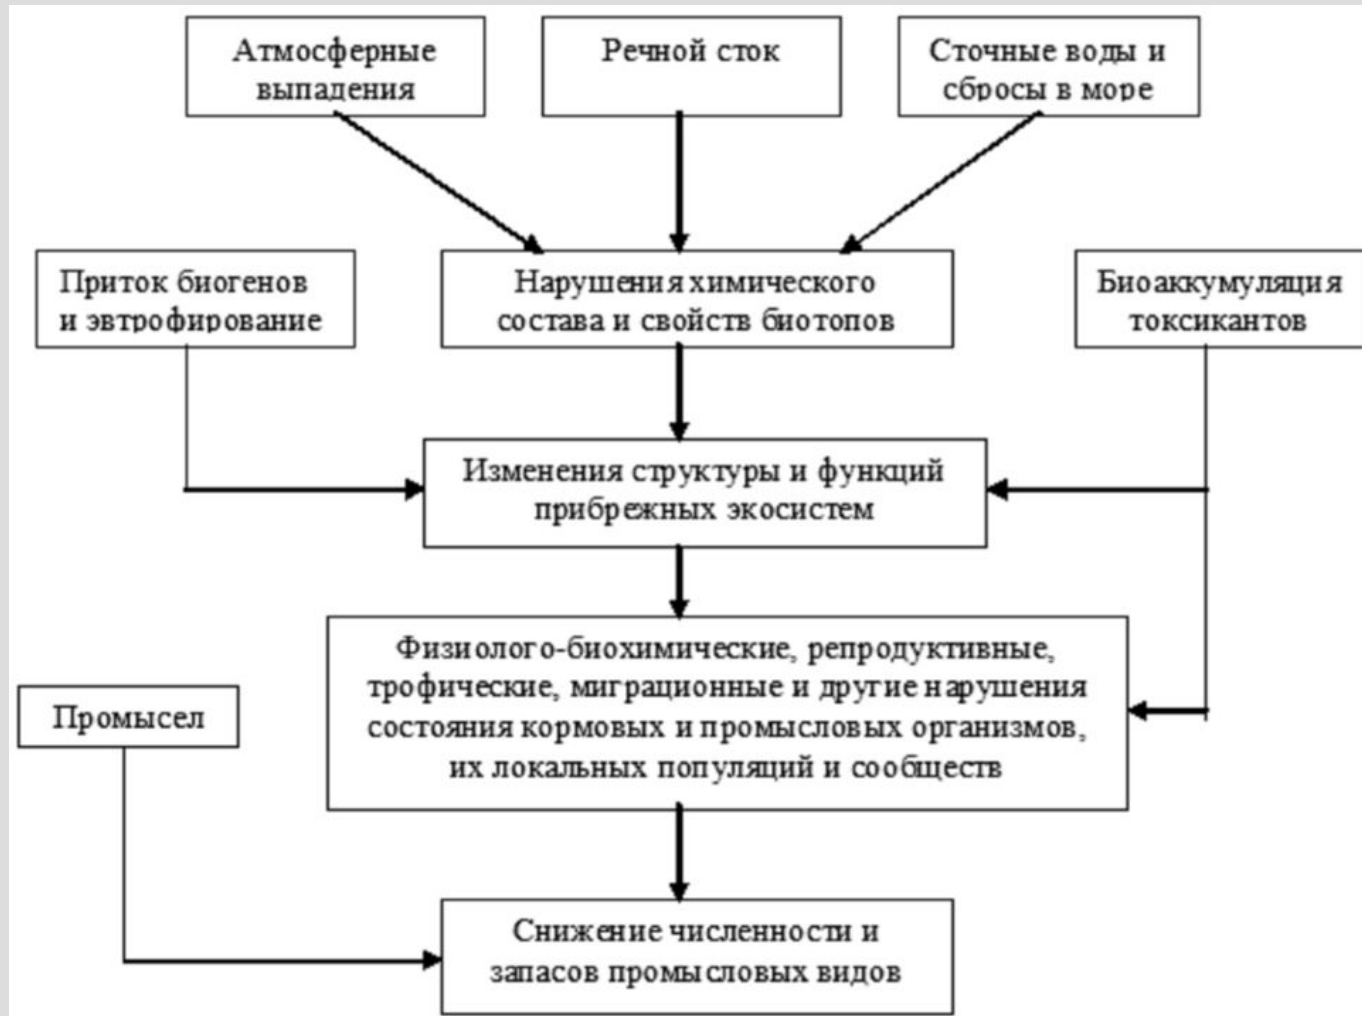 Атмосферные
выпадения
Речной сток
Сточные воды и
сбросы в море
Приток биогенов
и эвтрофирование
Нарушения химического
состава и свойств биотопов
Биоаккумуляция
токсикантов
Изменения структуры и функций
прибрежных экосистем
Физиолого-биохимические, репродуктивные,
трофические, миграционные и другие нарушения
состояния кормовых и промысловых организмов,
их локальных популяций и сообществ
Промысел
Снижение численности и
запасов промысловых видов